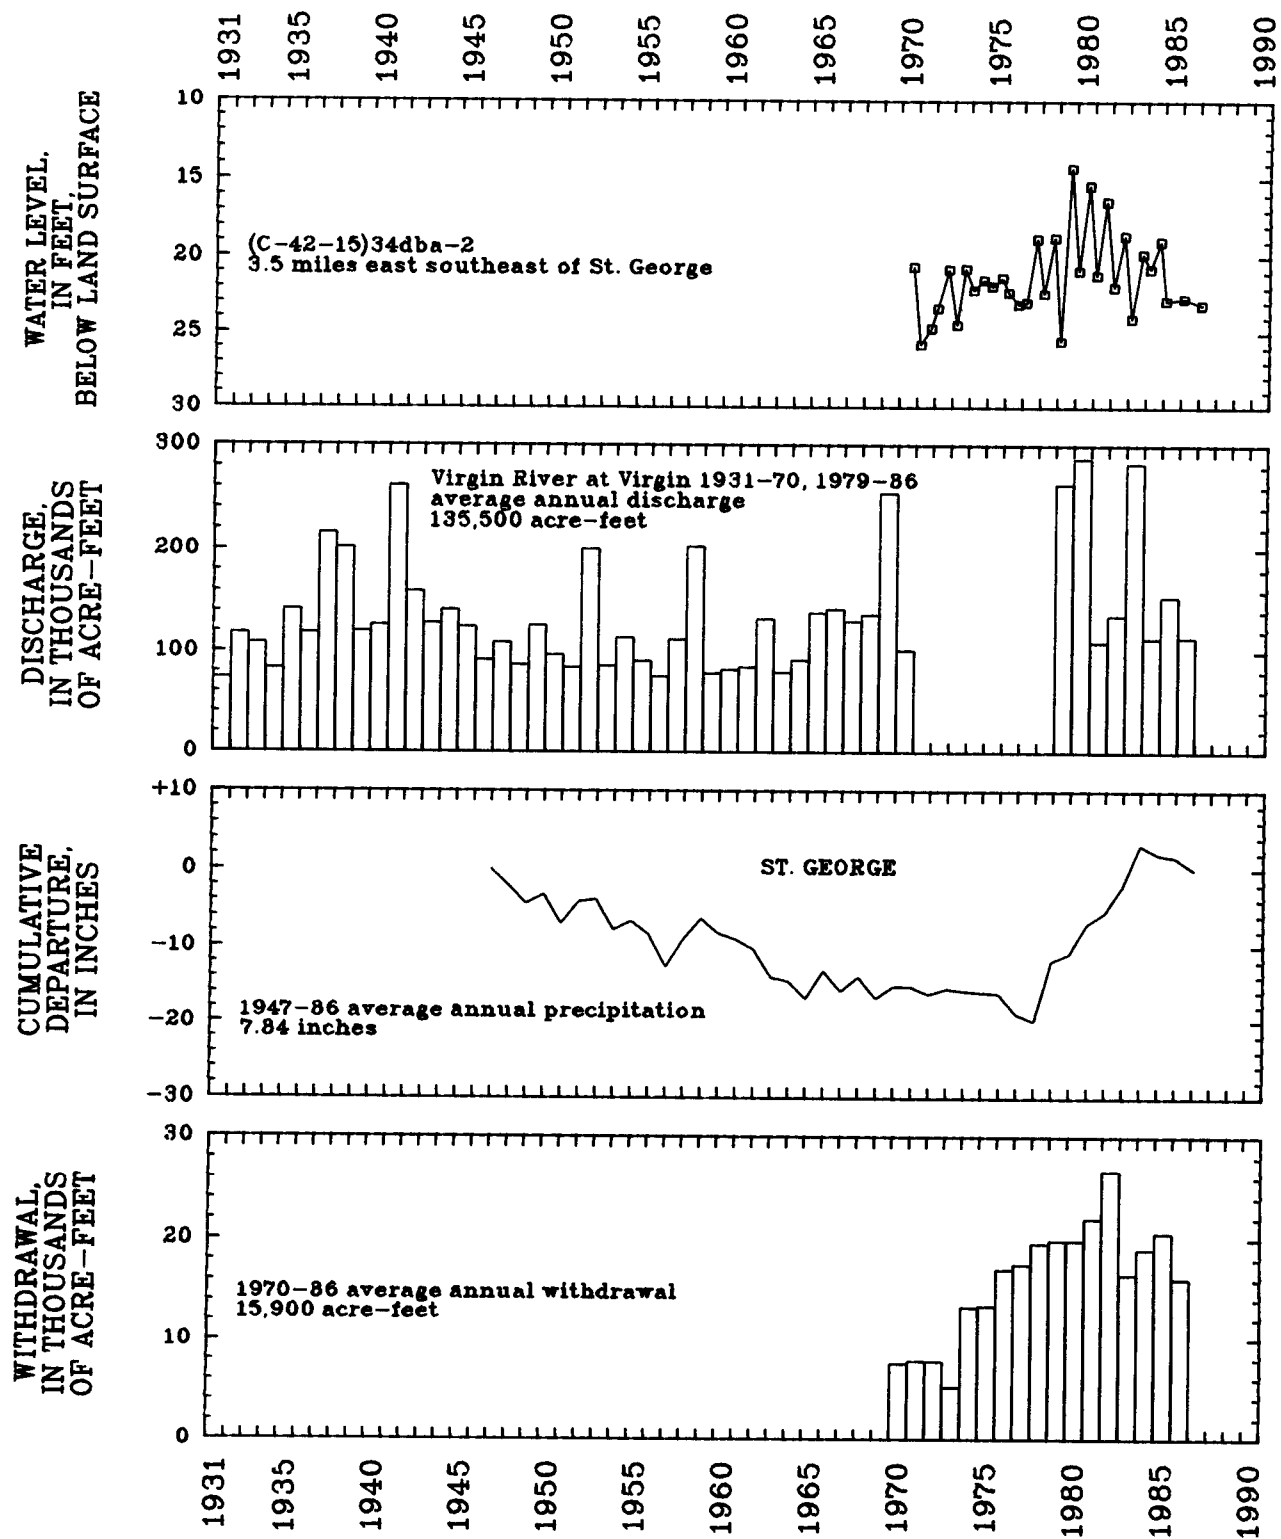 1931 1935 1940 1945 1950 1955 1960 1965 1970 1975 1980 1985 1990
WATER LEVEL,
IN FEET,
BELOW LAND SURFACE
10
15
20
25
30
(C-42-15)34dba-2
3.5 miles east southeast of St. George
DISCHARGE,
IN THOUSANDS
OF ACRE-FEET
300
200
100
0
Virgin River at Virgin 1931-70, 1979-86
average annual discharge
135,500 acre-feet
CUMULATIVE
DEPARTURE,
IN INCHES
+10
0
-10
-20
-30
ST. GEORGE
1947-86 average annual precipitation
7.84 inches
WITHDRAWAL,
IN THOUSANDS
OF ACRE-FEET
30
20
10
0
1970-86 average annual withdrawal
15,900 acre-feet
1931 1935 1940 1945 1950 1955 1960 1965 1970 1975 1980 1985 1990